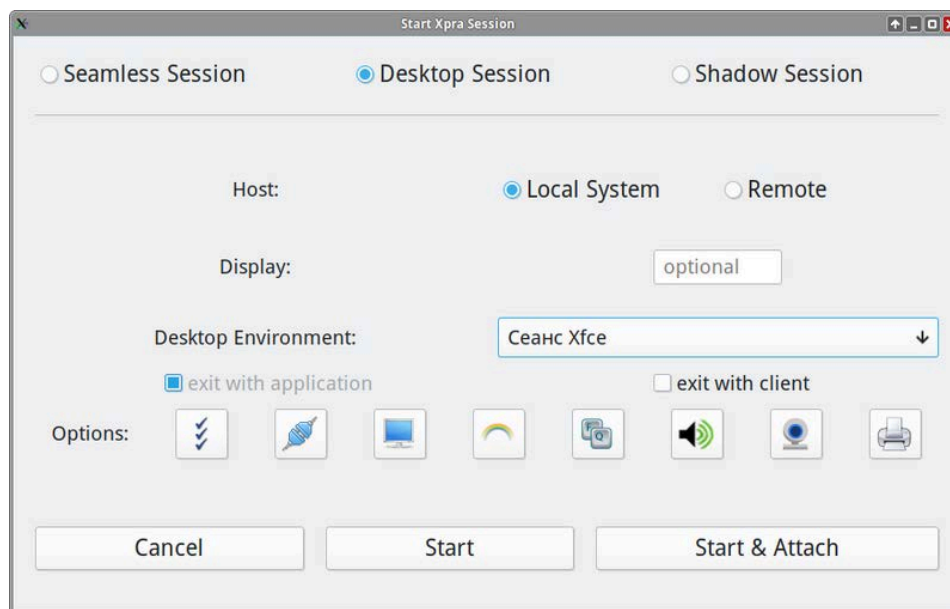 Start Xpra Session
Seamless Session Desktop Session Shadow Session
Host: Local System Remote
Display: optional
Desktop Environment: Сеанс Xfce
exit with application exit with client
Options:
Cancel Start Start & Attach